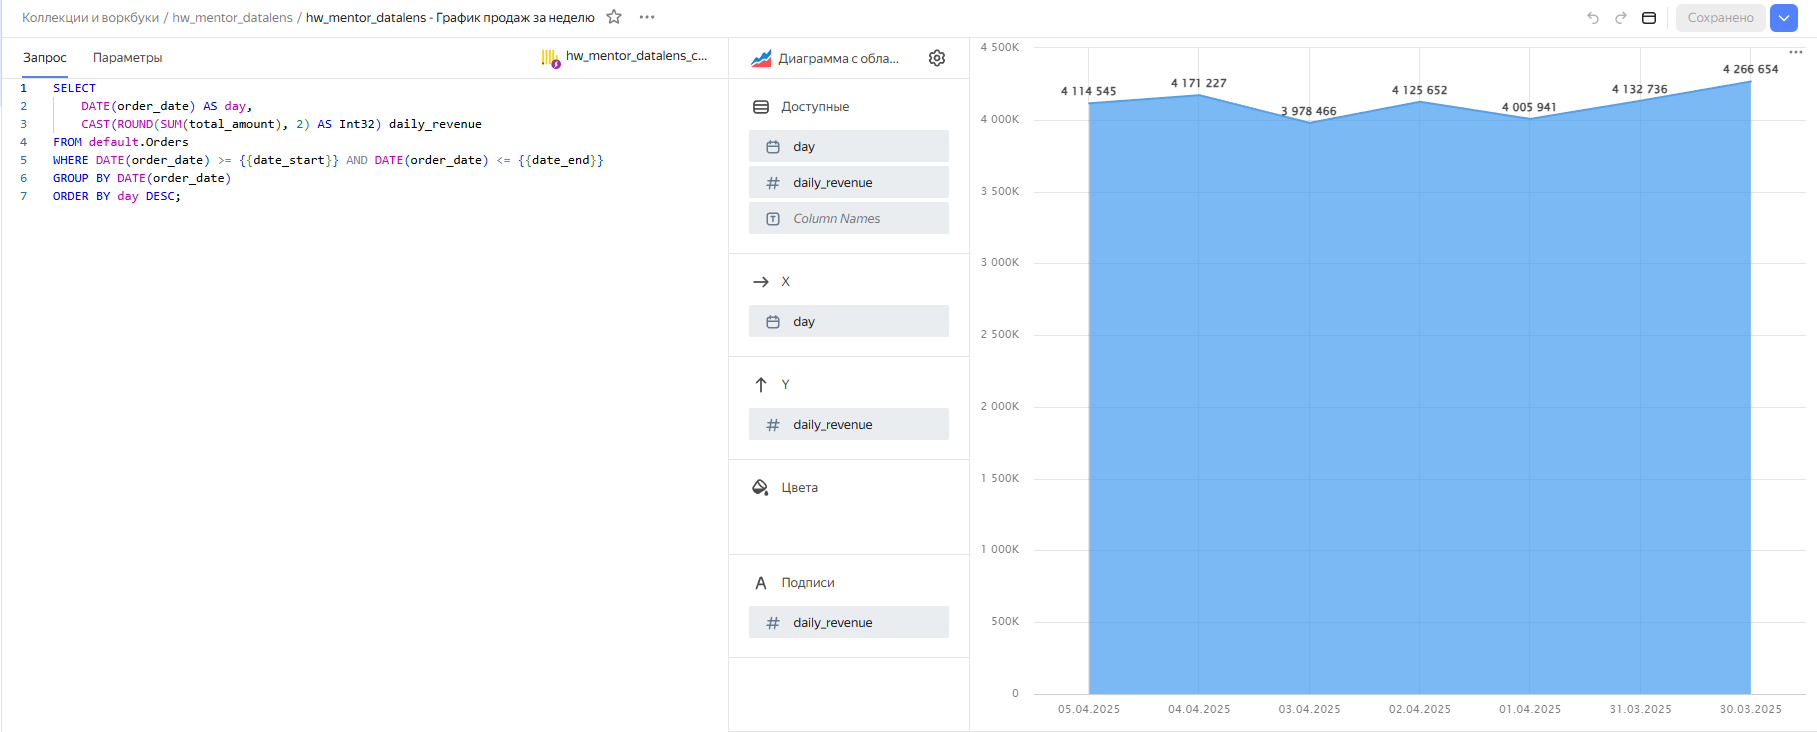 Коллекции и воркбуки / hw_mentor_datalens / hw_mentor_datalens - График продаж за неделю
Сохранено
Запрос
Параметры
hw_mentor_datalens_c...
1 SELECT
2 DATE(order_date) AS day,
3 CAST(ROUND(SUM(total_amount), 2) AS Int32) daily_revenue
4 FROM default.Orders
5 WHERE DATE(order_date) >= {{date_start}} AND DATE(order_date) <= {{date_end}}
6 GROUP BY DATE(order_date)
7 ORDER BY day DESC;
Диаграмма с обла...
Доступные
day
daily_revenue
Column Names
X
day
Y
daily_revenue
Цвета
Подписи
daily_revenue
4 500K
4 000K
3 500K
3 000K
2 500K
2 000K
1 500K
1 000K
500K
0
4 114 545
4 171 227
3 978 466
4 125 652
4 005 941
4 132 736
4 266 654
05.04.2025
04.04.2025
03.04.2025
02.04.2025
01.04.2025
31.03.2025
30.03.2025